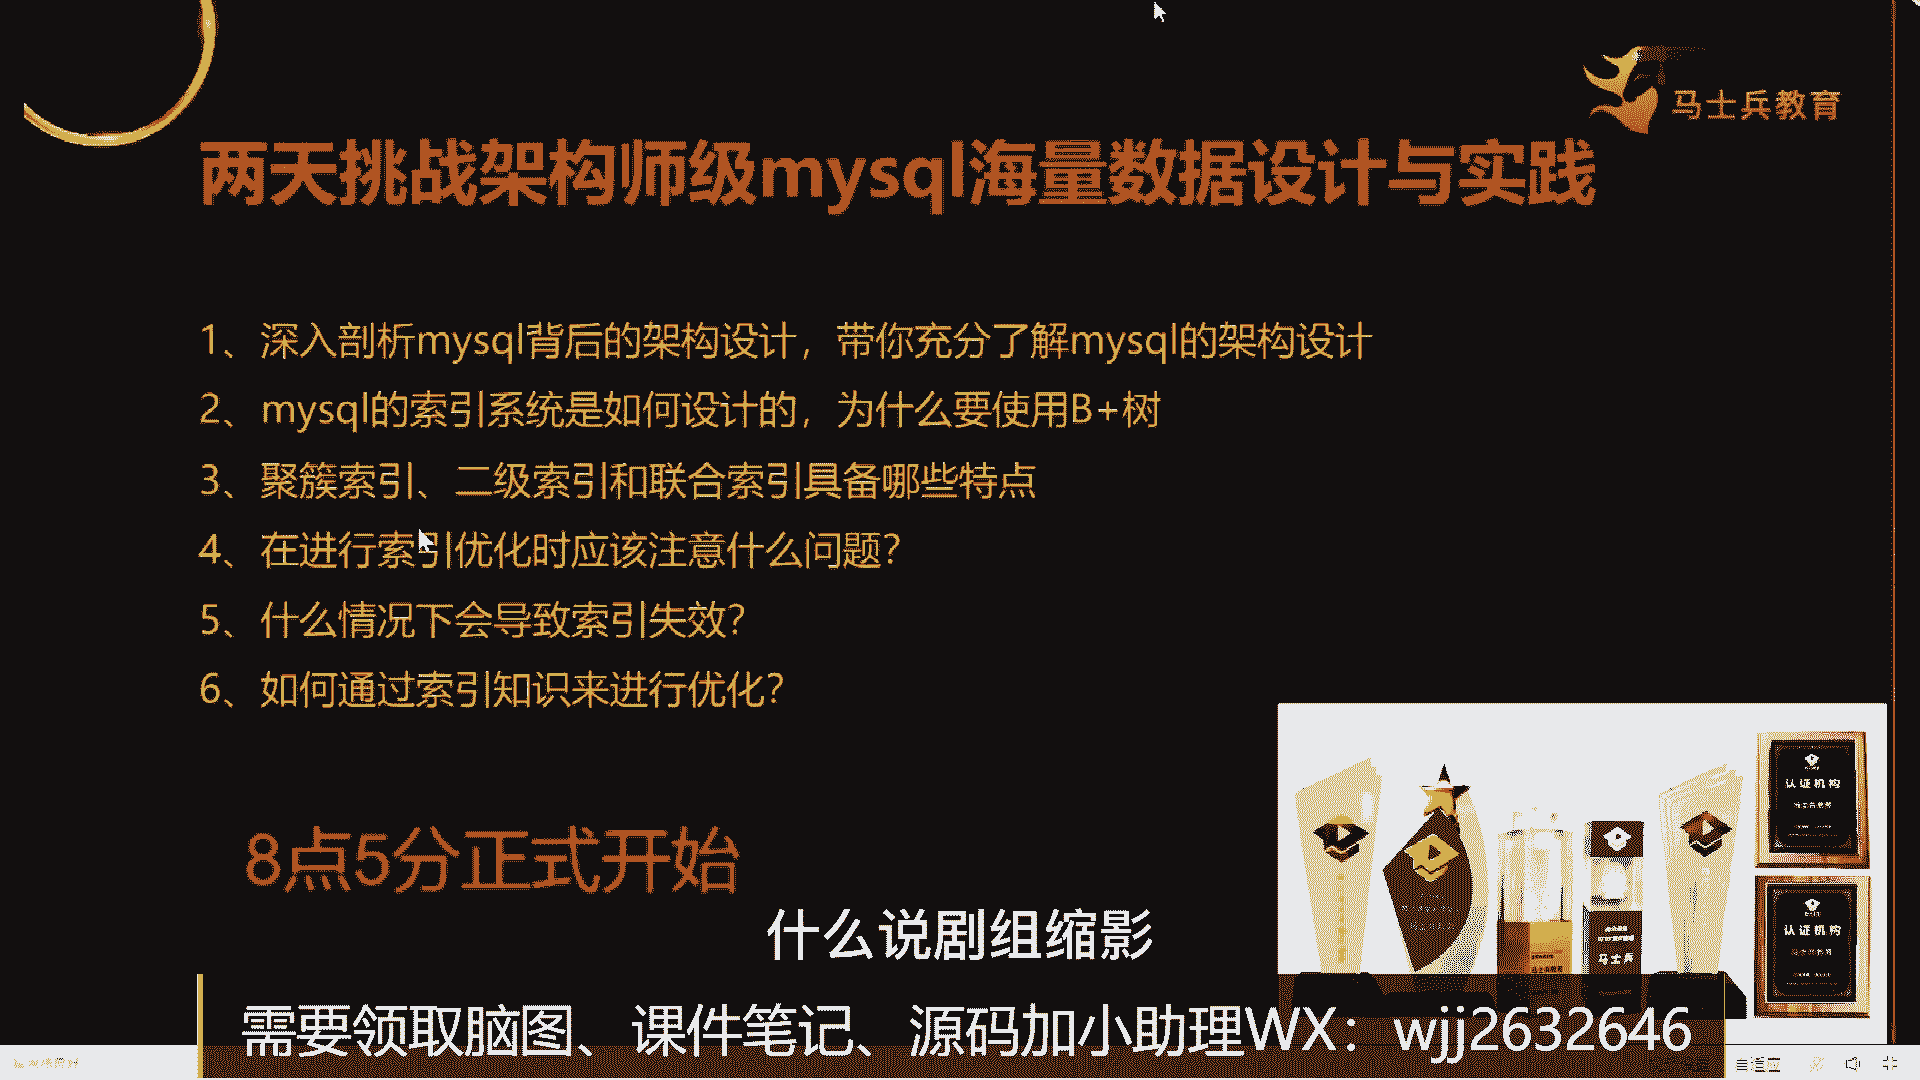 马士兵教育
两天挑战架构师级mysql海量数据设计与实践
1、深入剖析mysql背后的架构设计，带你充分了解mysql的架构设计
2、mysql的索引系统是如何设计的，为什么要使用B+树
3、聚簇索引、二级索引和联合索引具备哪些特点
4、在进行索引优化时应该注意什么问题？
5、什么情况下会导致索引失效？
6、如何通过索引知识来进行优化？
认证机构
马士兵
认证机构
8点5分正式开始
什么说剧组缩影
需要领取脑图、课件笔记、源码加小助理WX：wjj2632646
自适应